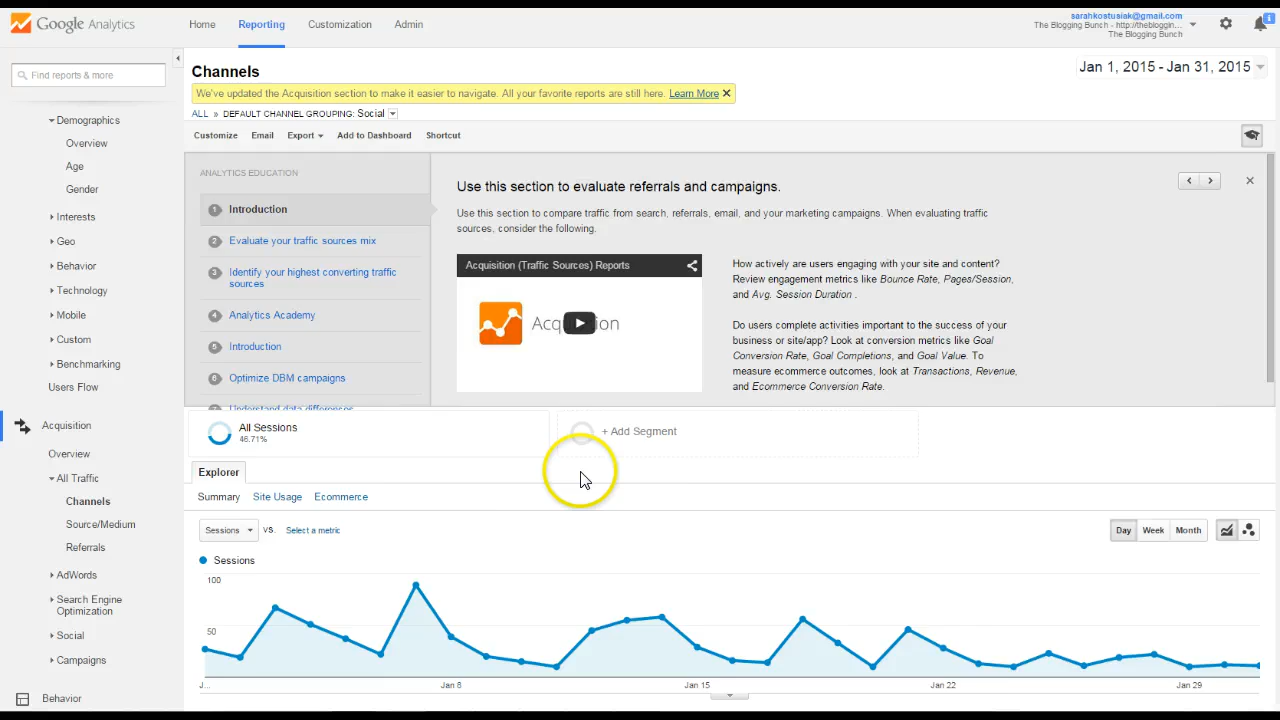 Google Analytics
Home
Reporting
Customization
Admin
sarahkostusiak@gmail.com
The Blogging Bunch - http://thebloggin...
The Blogging Bunch
Find reports & more
Demographics
Overview
Age
Gender
Interests
Geo
Behavior
Technology
Mobile
Custom
Benchmarking
Users Flow
Acquisition
Overview
All Traffic
Channels
Source/Medium
Referrals
AdWords
Search Engine
Optimization
Social
Campaigns
Behavior
Channels
Jan 1, 2015 - Jan 31, 2015
We've updated the Acquisition section to make it easier to navigate. All your favorite reports are still here. Learn More
ALL » DEFAULT CHANNEL GROUPING: Social
Customize Email Export Add to Dashboard Shortcut
ANALYTICS EDUCATION
1 Introduction
2 Evaluate your traffic sources mix
3 Identify your highest converting traffic
sources
4 Analytics Academy
5 Introduction
6 Optimize DBM campaigns
7 Understand data differences
Use this section to evaluate referrals and campaigns.
Use this section to compare traffic from search, referrals, email, and your marketing campaigns. When evaluating traffic
sources, consider the following.
Acquisition (Traffic Sources) Reports
How actively are users engaging with your site and content?
Review engagement metrics like Bounce Rate, Pages/Session,
and Avg. Session Duration .
Do users complete activities important to the success of your
business or site/app? Look at conversion metrics like Goal
Conversion Rate, Goal Completions, and Goal Value. To
measure ecommerce outcomes, look at Transactions, Revenue,
and Ecommerce Conversion Rate.
All Sessions
46.71%
+ Add Segment
Explorer
Summary Site Usage Ecommerce
Sessions VS. Select a metric
Day Week Month
Sessions
100
50
J... Jan 8 Jan 15 Jan 22 Jan 29